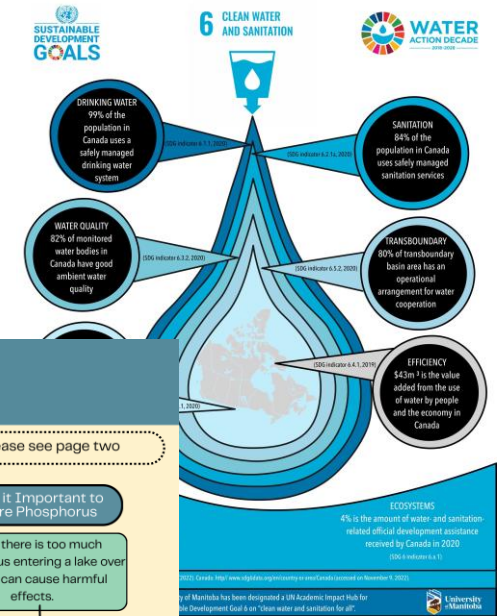 SUSTAINABLE
DEVELOPMENT
GOALS
6 CLEAN WATER
AND SANITATION
WATER
ACTION DECADE
2018-2028
DRINKING WATER
99% of the
population in
Canada uses a
safely managed
drinking water
system
(SDG indicator 6.1.1, 2020)
SANITATION
84% of the
population in Canada
uses safely managed
sanitation services
(SDG indicator 6.2.1a, 2020)
WATER QUALITY
82% of monitored
water bodies in
Canada have good
ambient water
quality
(SDG indicator 6.3.2, 2020)
TRANSBOUNDARY
80% of transboundary
basin area has an
operational
arrangement for water
cooperation
(SDG indicator 6.5.2, 2020)
EFFICIENCY
$43m³ is the value
added from the use
of water by people
and the economy in
Canada
(SDG indicator 6.4.1, 2019)
.1, 2020)
ease see page two
it Important to
re Phosphorus
there is too much
us entering a lake over
can cause harmful
effects.
ECOSYSTEMS
4% is the amount of water- and sanitation-
related official development assistance
received by Canada in 2020
(SDG 6 indicator 6.a.1)
(accessed on November 9, 2022).
y of Manitoba has been designated a UN Academic Impact Hub for
ble Development Goal 6 on "clean water and sanitation for all".
University
of Manitoba